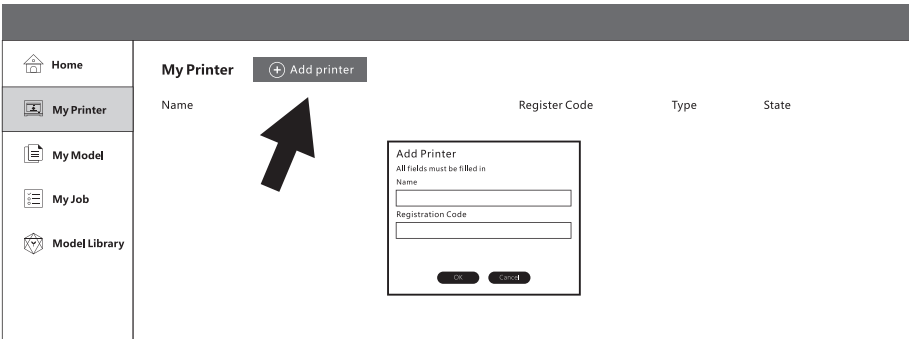 Home
My Printer
My Model
My Job
Model Library
My Printer
Add printer
Name Register Code Type State
Add Printer
All fields must be filled in
Name
Registration Code
OK Cancel